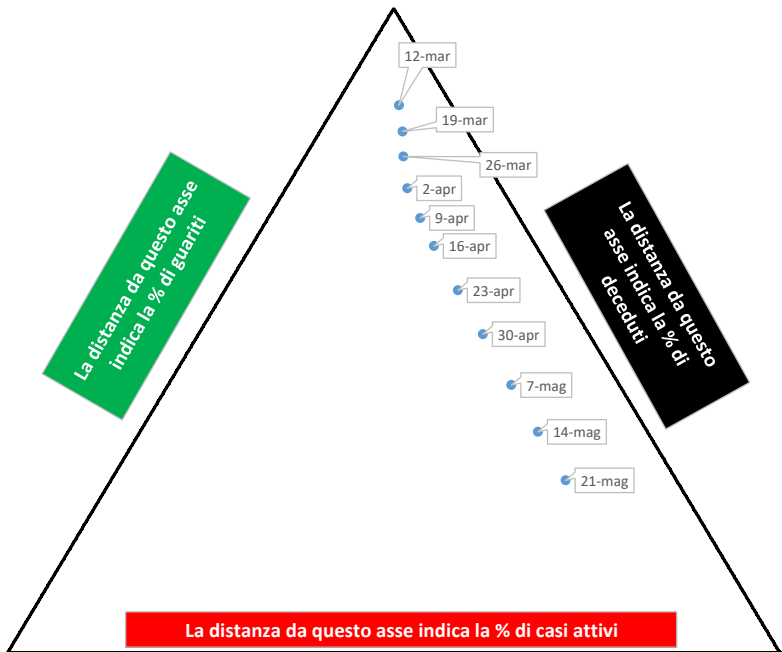 12-mar
19-mar
26-mar
2-apr
9-apr
16-apr
23-apr
30-apr
7-mag
14-mag
21-mag
La distanza da questo asse
indica la % di guariti
La distanza da questo
asse indica la % di
deceduti
La distanza da questo asse indica la % di casi attivi